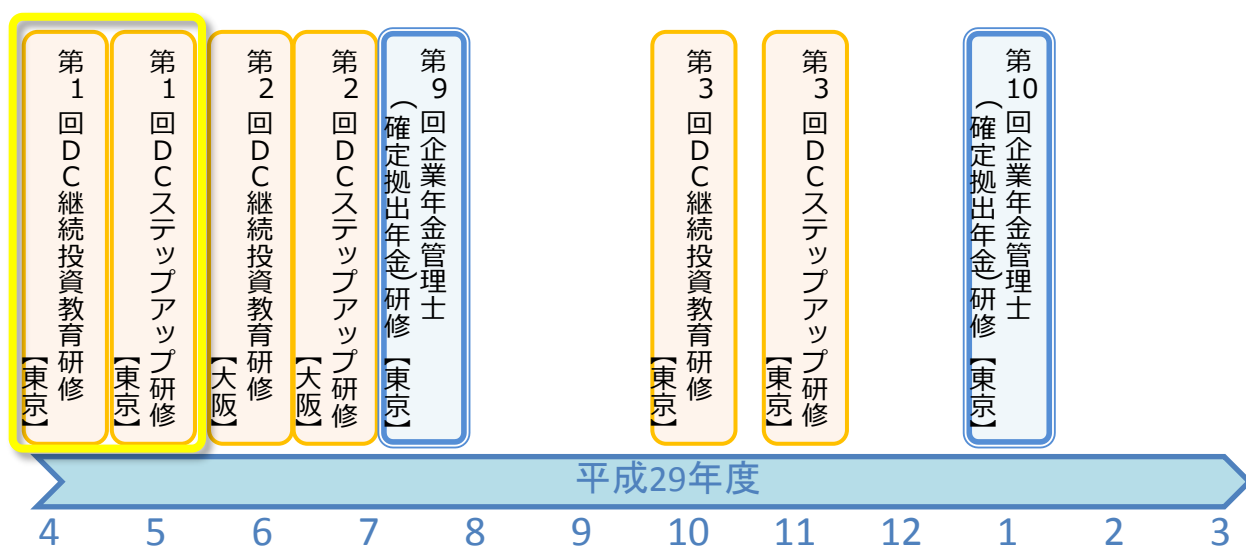 第1回DC継続投資教育研修
【東京】
第1回DCステップアップ研修
【東京】
第2回DC継続投資教育研修
【大阪】
第2回DCステップアップ研修
【大阪】
第9回企業年金管理士
(確定拠出年金)研修【東京】
第3回DC継続投資教育研修
【東京】
第3回DCステップアップ研修
【東京】
第10回企業年金管理士
(確定拠出年金)研修【東京】
平成29年度
4 5 6 7 8 9 10 11 12 1 2 3